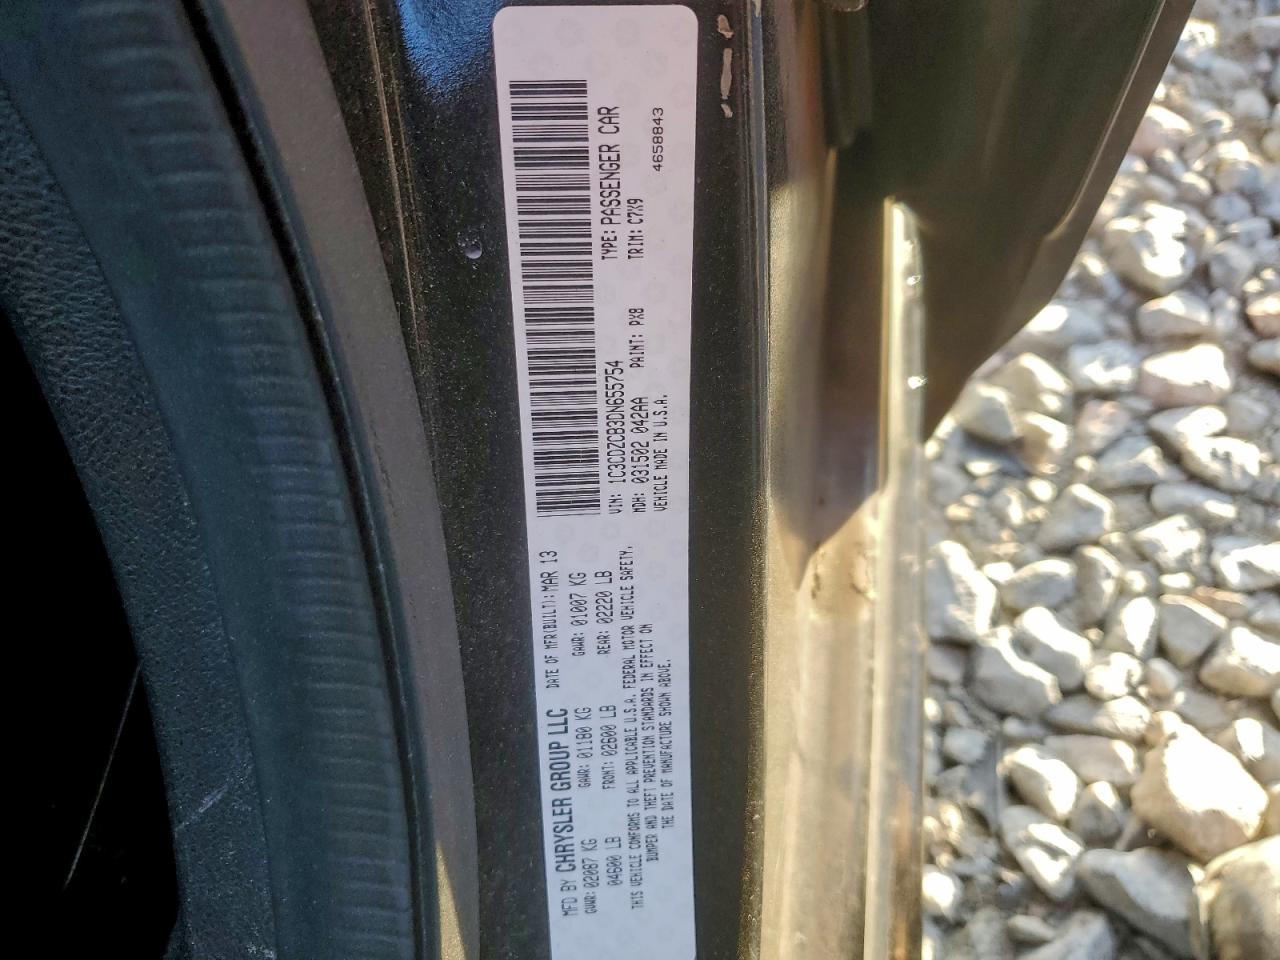 MFD BY CHRYSLER GROUP LLC DATE OF MFR(BUILT): MAR 13
GVWR: 02087 KG GAWR: 01180 KG GAWR: 01007 KG
04600 LB FRONT: 02600 LB REAR: 02220 LB
THIS VEHICLE CONFORMS TO ALL APPLICABLE U.S.A. FEDERAL MOTOR VEHICLE SAFETY,
BUMPER AND THEFT PREVENTION STANDARDS IN EFFECT ON
THE DATE OF MANUFACTURE SHOWN ABOVE.
VIN: 1C3CDZCB3DN655754 TYPE: PASSENGER CAR
MDH: 031502 042AA PAINT: PX8 TRIM: C7X9
VEHICLE MADE IN U.S.A. 4658843